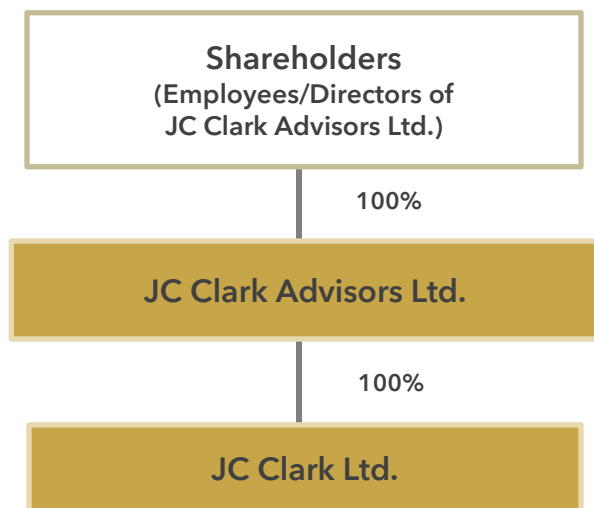 Shareholders
(Employees/Directors of
JC Clark Advisors Ltd.)
100%
JC Clark Advisors Ltd.
100%
JC Clark Ltd.